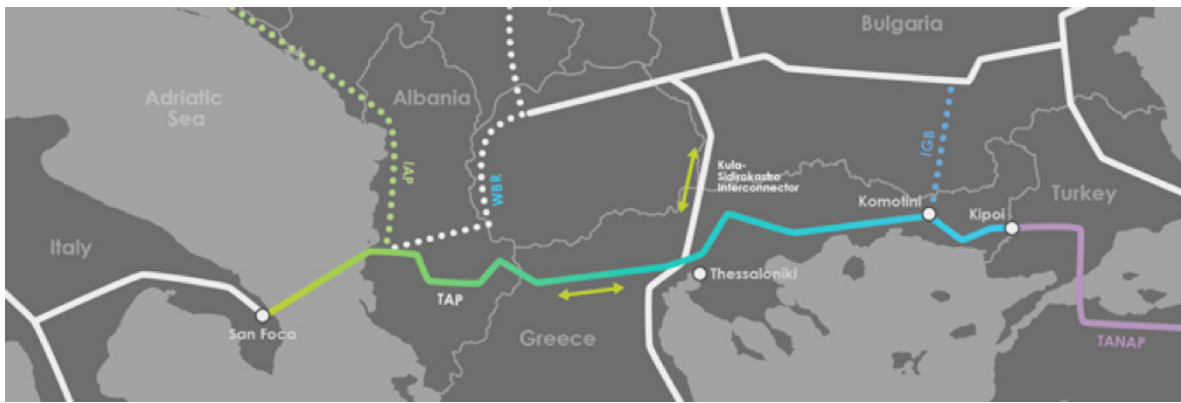 Bulgaria
Adriatic
Sea
Albania
IAP
WBR
IGB
Kula-
Sidirokastro
Interconnector
Turkey
Komotini
Kipoi
Italy
Thessaloniki
TAP
San Foca
Greece
TANAP